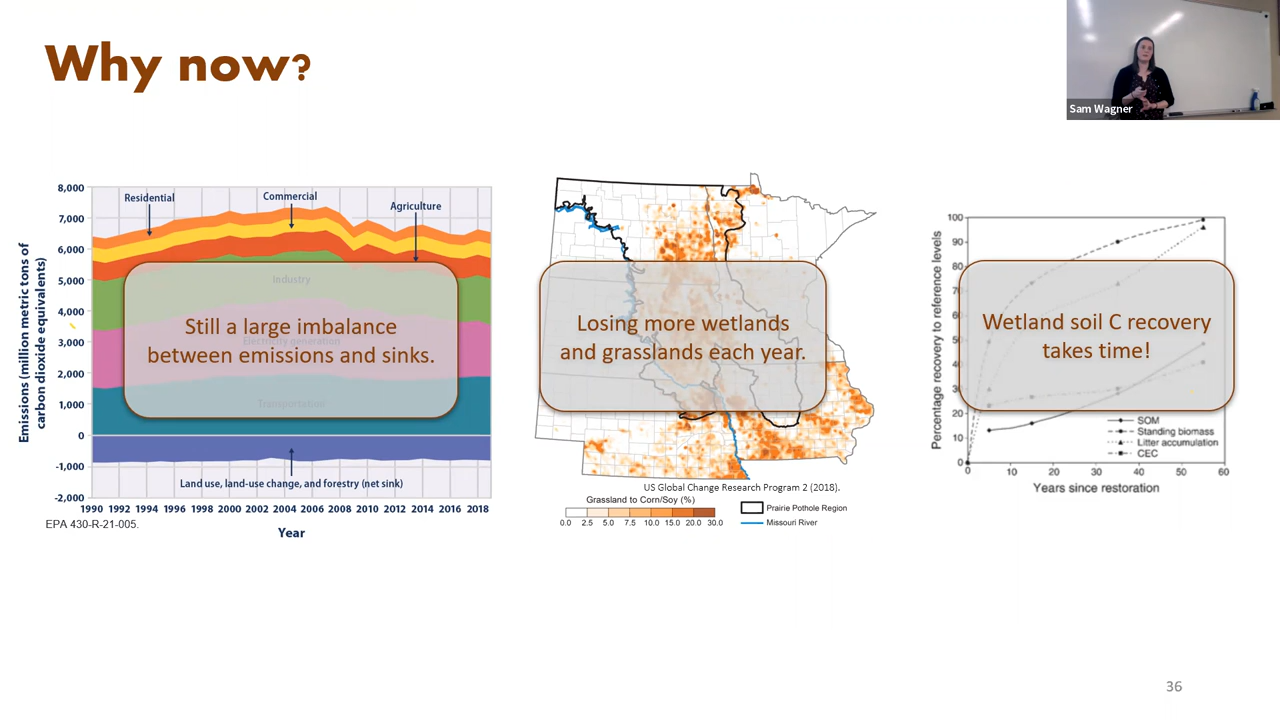 Why now?
Sam Wagner
Emissions (million metric tons of
carbon dioxide equivalents)
8,000
7,000
6,000
5,000
4,000
3,000
2,000
1,000
0
-1,000
-2,000
Residential
Commercial
Agriculture
Industry
Still a large imbalance
between emissions and sinks.
Electricity generation
Transportation
Land use, land-use change, and forestry (net sink)
1990 1992 1994 1996 1998 2000 2002 2004 2006 2008 2010 2012 2014 2016 2018
EPA 430-R-21-005.
Year
Losing more wetlands
and grasslands each year.
US Global Change Research Program 2 (2018).
Grassland to Corn/Soy (%)
0.0 2.5 5.0 7.5 10.0 15.0 20.0 30.0
Prairie Pothole Region
Missouri River
Percentage recovery to reference levels
100
90
80
7
60
50
40
3
20
10
0
Wetland soil C recovery
takes time!
SOM
Standing biomass
Litter accumulation
CEC
0 10 20 30 40 50 60
Years since restoration
36